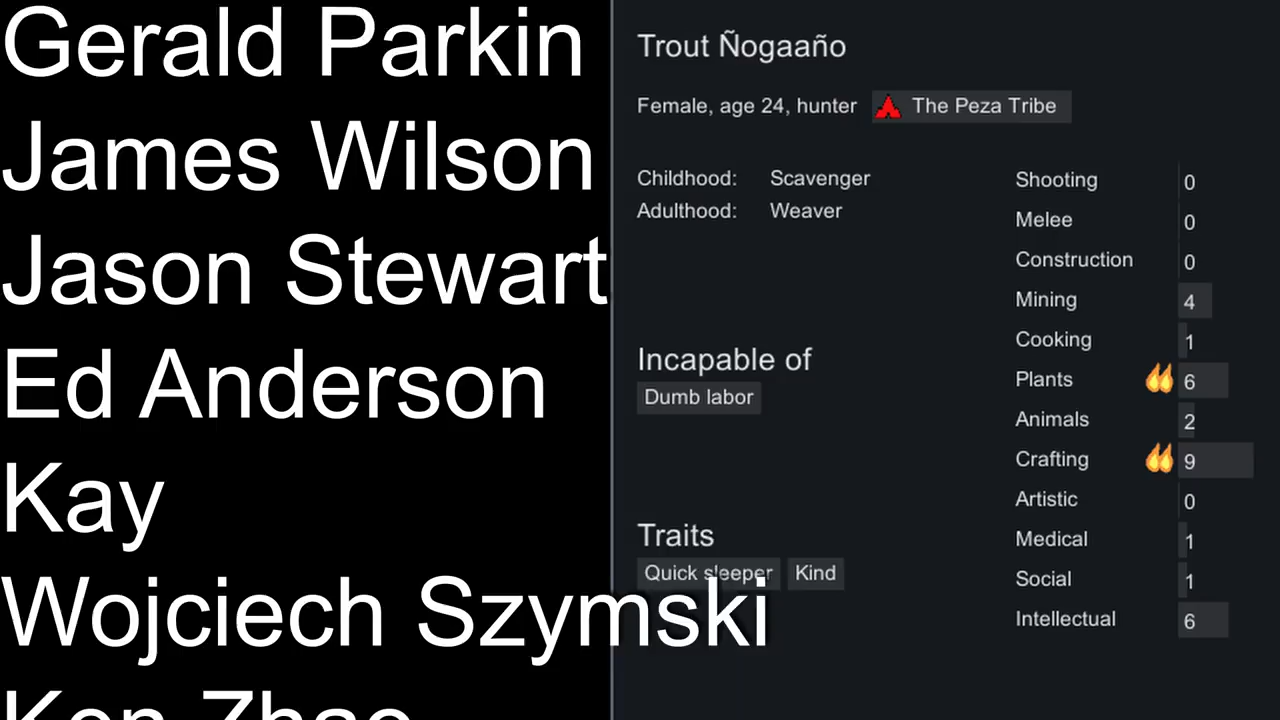 Gerald Parkin
James Wilson
Jason Stewart
Ed Anderson
Kay
Wojciech Szymski
Trout Ñogaaño
Female, age 24, hunter The Peza Tribe
Childhood: Scavenger
Adulthood: Weaver
Incapable of
Dumb labor
Traits
Quick sleeper Kind
Shooting 0
Melee 0
Construction 0
Mining 4
Cooking 1
Plants 6
Animals 2
Crafting 9
Artistic 0
Medical 1
Social 1
Intellectual 6